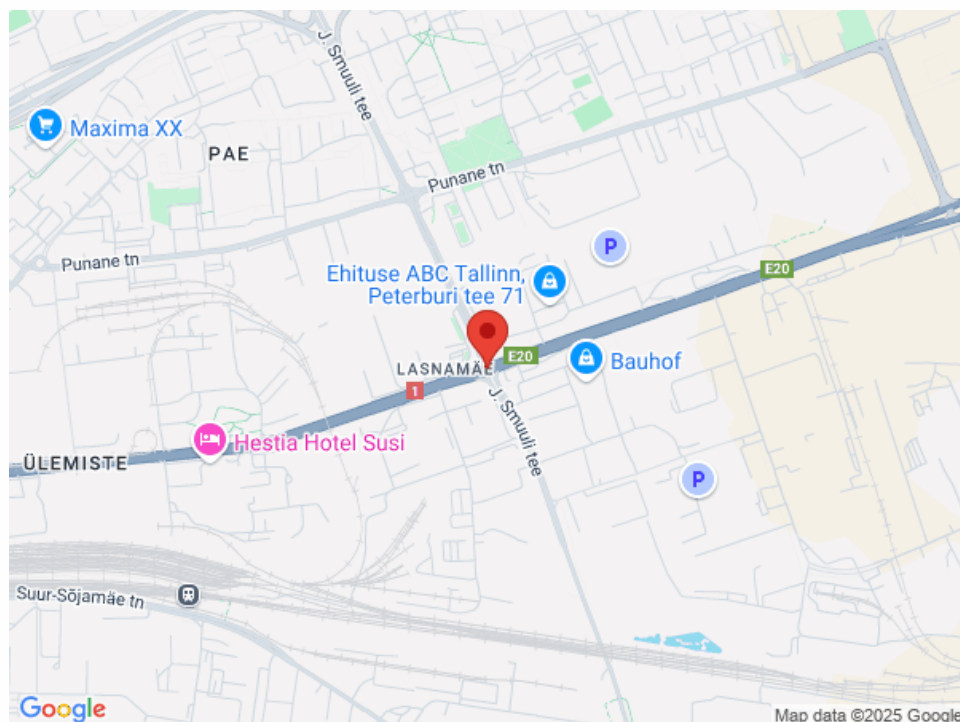 J. Smuuli tee
Maxima XX
PAE
Punane tn
Punane tn
Ehituse ABC Tallinn,
Peterburi tee 71
P
E20
E20
LASNAMÄE
Bauhof
1
J. Smuuli tee
Hestia Hotel Susi
ÜLEMISTE
P
Suur-Sõjamäe tn
Google
Map data ©2025 Google